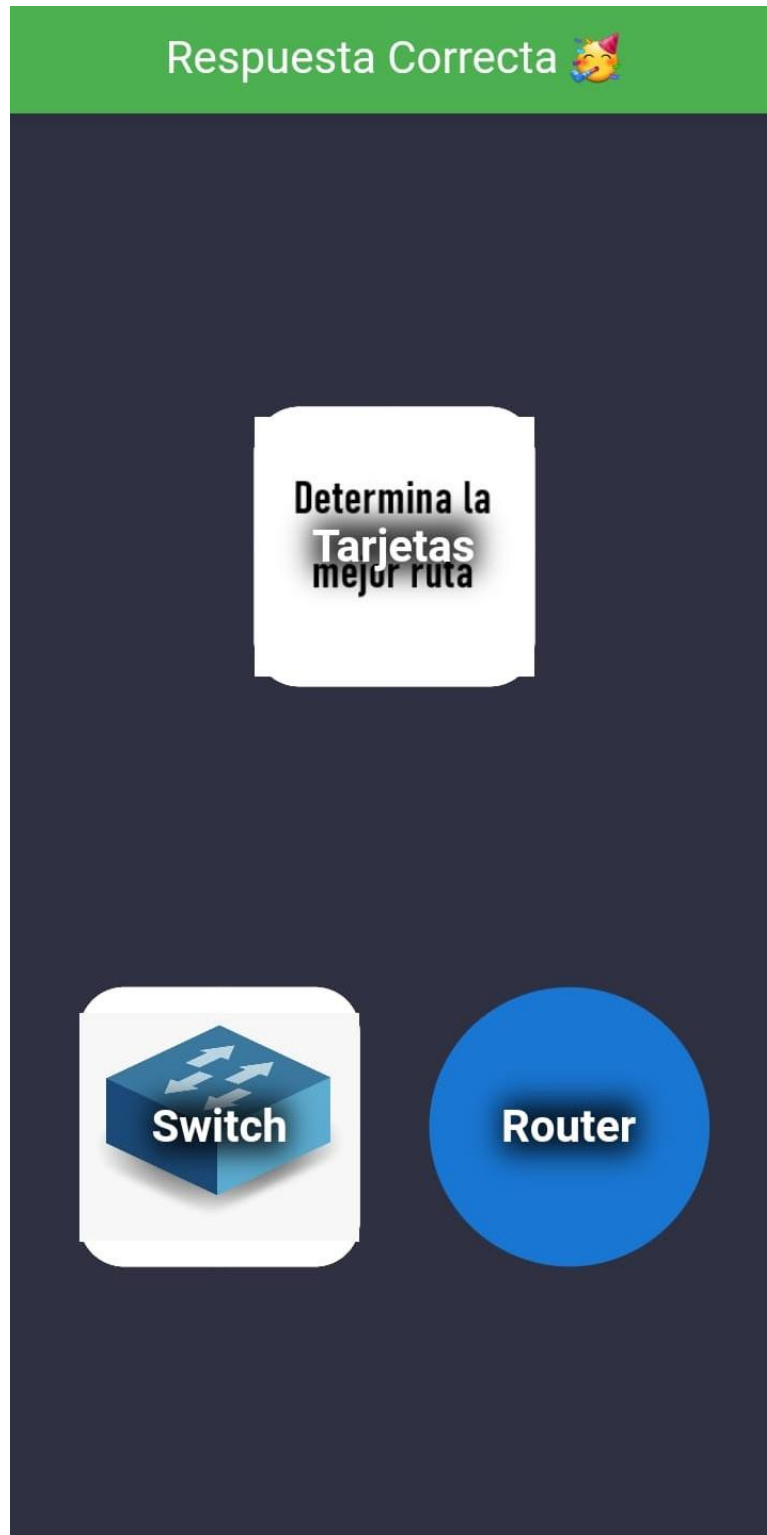 Respuesta Correcta 🥳
Determina la
Tarjetas
mejor ruta
Switch
Router